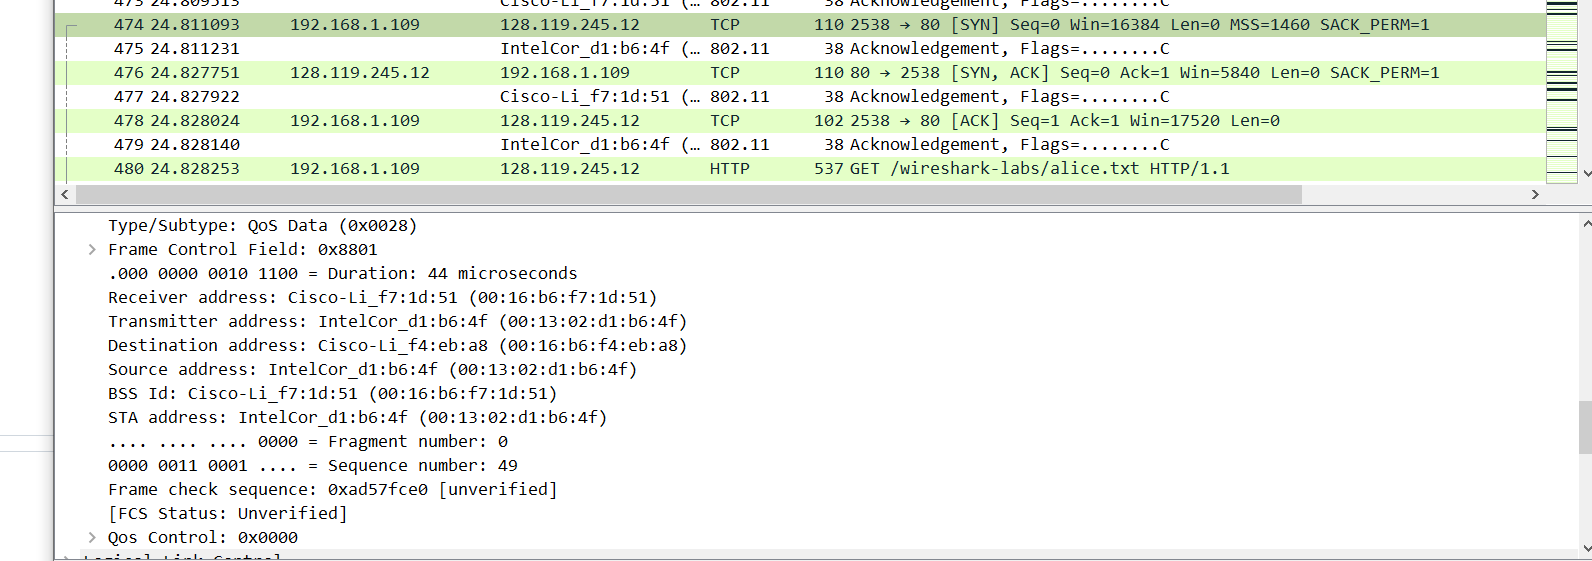 473 24.809513 Cisco-Li_f7:1d:51 (… 802.11 38 Acknowledgement, Flags=........C
474 24.811093 192.168.1.109 128.119.245.12 TCP 110 2538 → 80 [SYN] Seq=0 Win=16384 Len=0 MSS=1460 SACK_PERM=1
475 24.811231 IntelCor_d1:b6:4f (… 802.11 38 Acknowledgement, Flags=........C
476 24.827751 128.119.245.12 192.168.1.109 TCP 110 80 → 2538 [SYN, ACK] Seq=0 Ack=1 Win=5840 Len=0 SACK_PERM=1
477 24.827922 Cisco-Li_f7:1d:51 (… 802.11 38 Acknowledgement, Flags=........C
478 24.828024 192.168.1.109 128.119.245.12 TCP 102 2538 → 80 [ACK] Seq=1 Ack=1 Win=17520 Len=0
479 24.828140 IntelCor_d1:b6:4f (… 802.11 38 Acknowledgement, Flags=........C
480 24.828253 192.168.1.109 128.119.245.12 HTTP 537 GET /wireshark-labs/alice.txt HTTP/1.1
Type/Subtype: QoS Data (0x0028)
Frame Control Field: 0x8801
.000 0000 0010 1100 = Duration: 44 microseconds
Receiver address: Cisco-Li_f7:1d:51 (00:16:b6:f7:1d:51)
Transmitter address: IntelCor_d1:b6:4f (00:13:02:d1:b6:4f)
Destination address: Cisco-Li_f4:eb:a8 (00:16:b6:f4:eb:a8)
Source address: IntelCor_d1:b6:4f (00:13:02:d1:b6:4f)
BSS Id: Cisco-Li_f7:1d:51 (00:16:b6:f7:1d:51)
STA address: IntelCor_d1:b6:4f (00:13:02:d1:b6:4f)
.... .... .... 0000 = Fragment number: 0
0000 0011 0001 .... = Sequence number: 49
Frame check sequence: 0xad57fce0 [unverified]
[FCS Status: Unverified]
Qos Control: 0x0000
Logical-Link Control